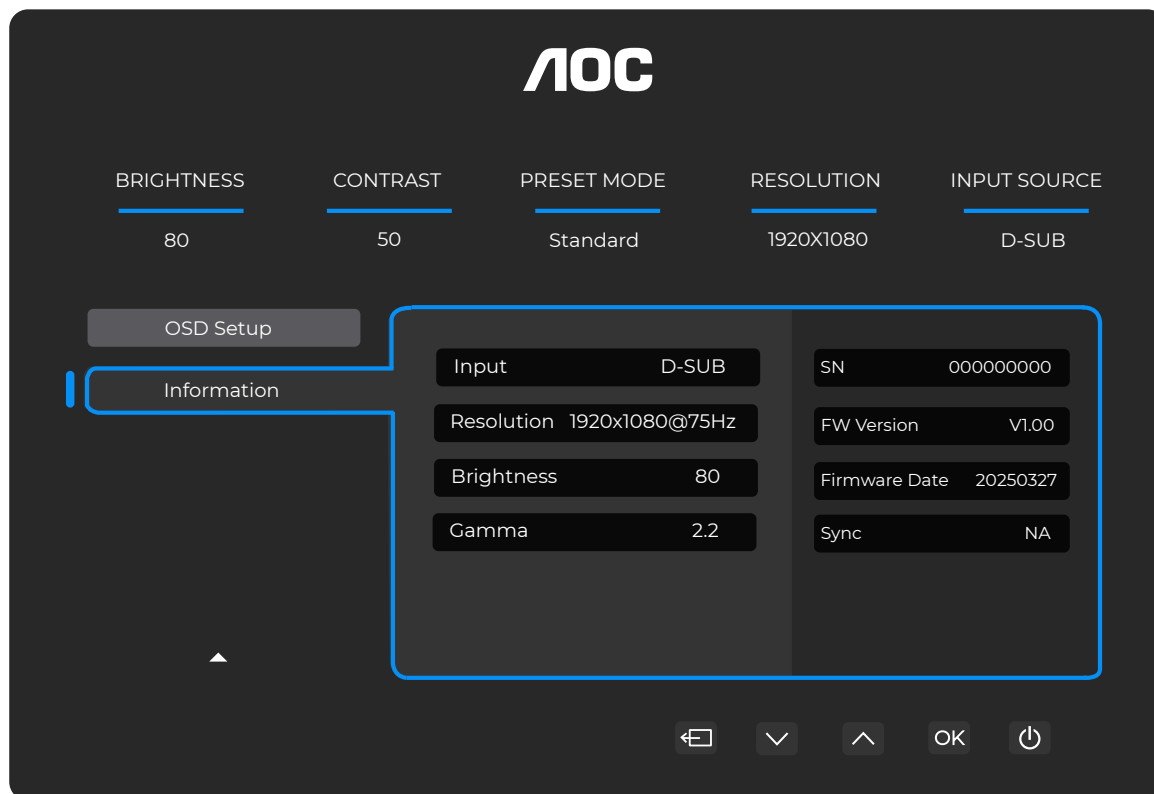 AOC
BRIGHTNESS CONTRAST PRESET MODE RESOLUTION INPUT SOURCE
80 50 Standard 1920X1080 D-SUB
OSD Setup
Information
Input D-SUB
Resolution 1920x1080@75Hz
Brightness 80
Gamma 2.2
SN 000000000
FW Version V1.00
Firmware Date 20250327
Sync NA
OK